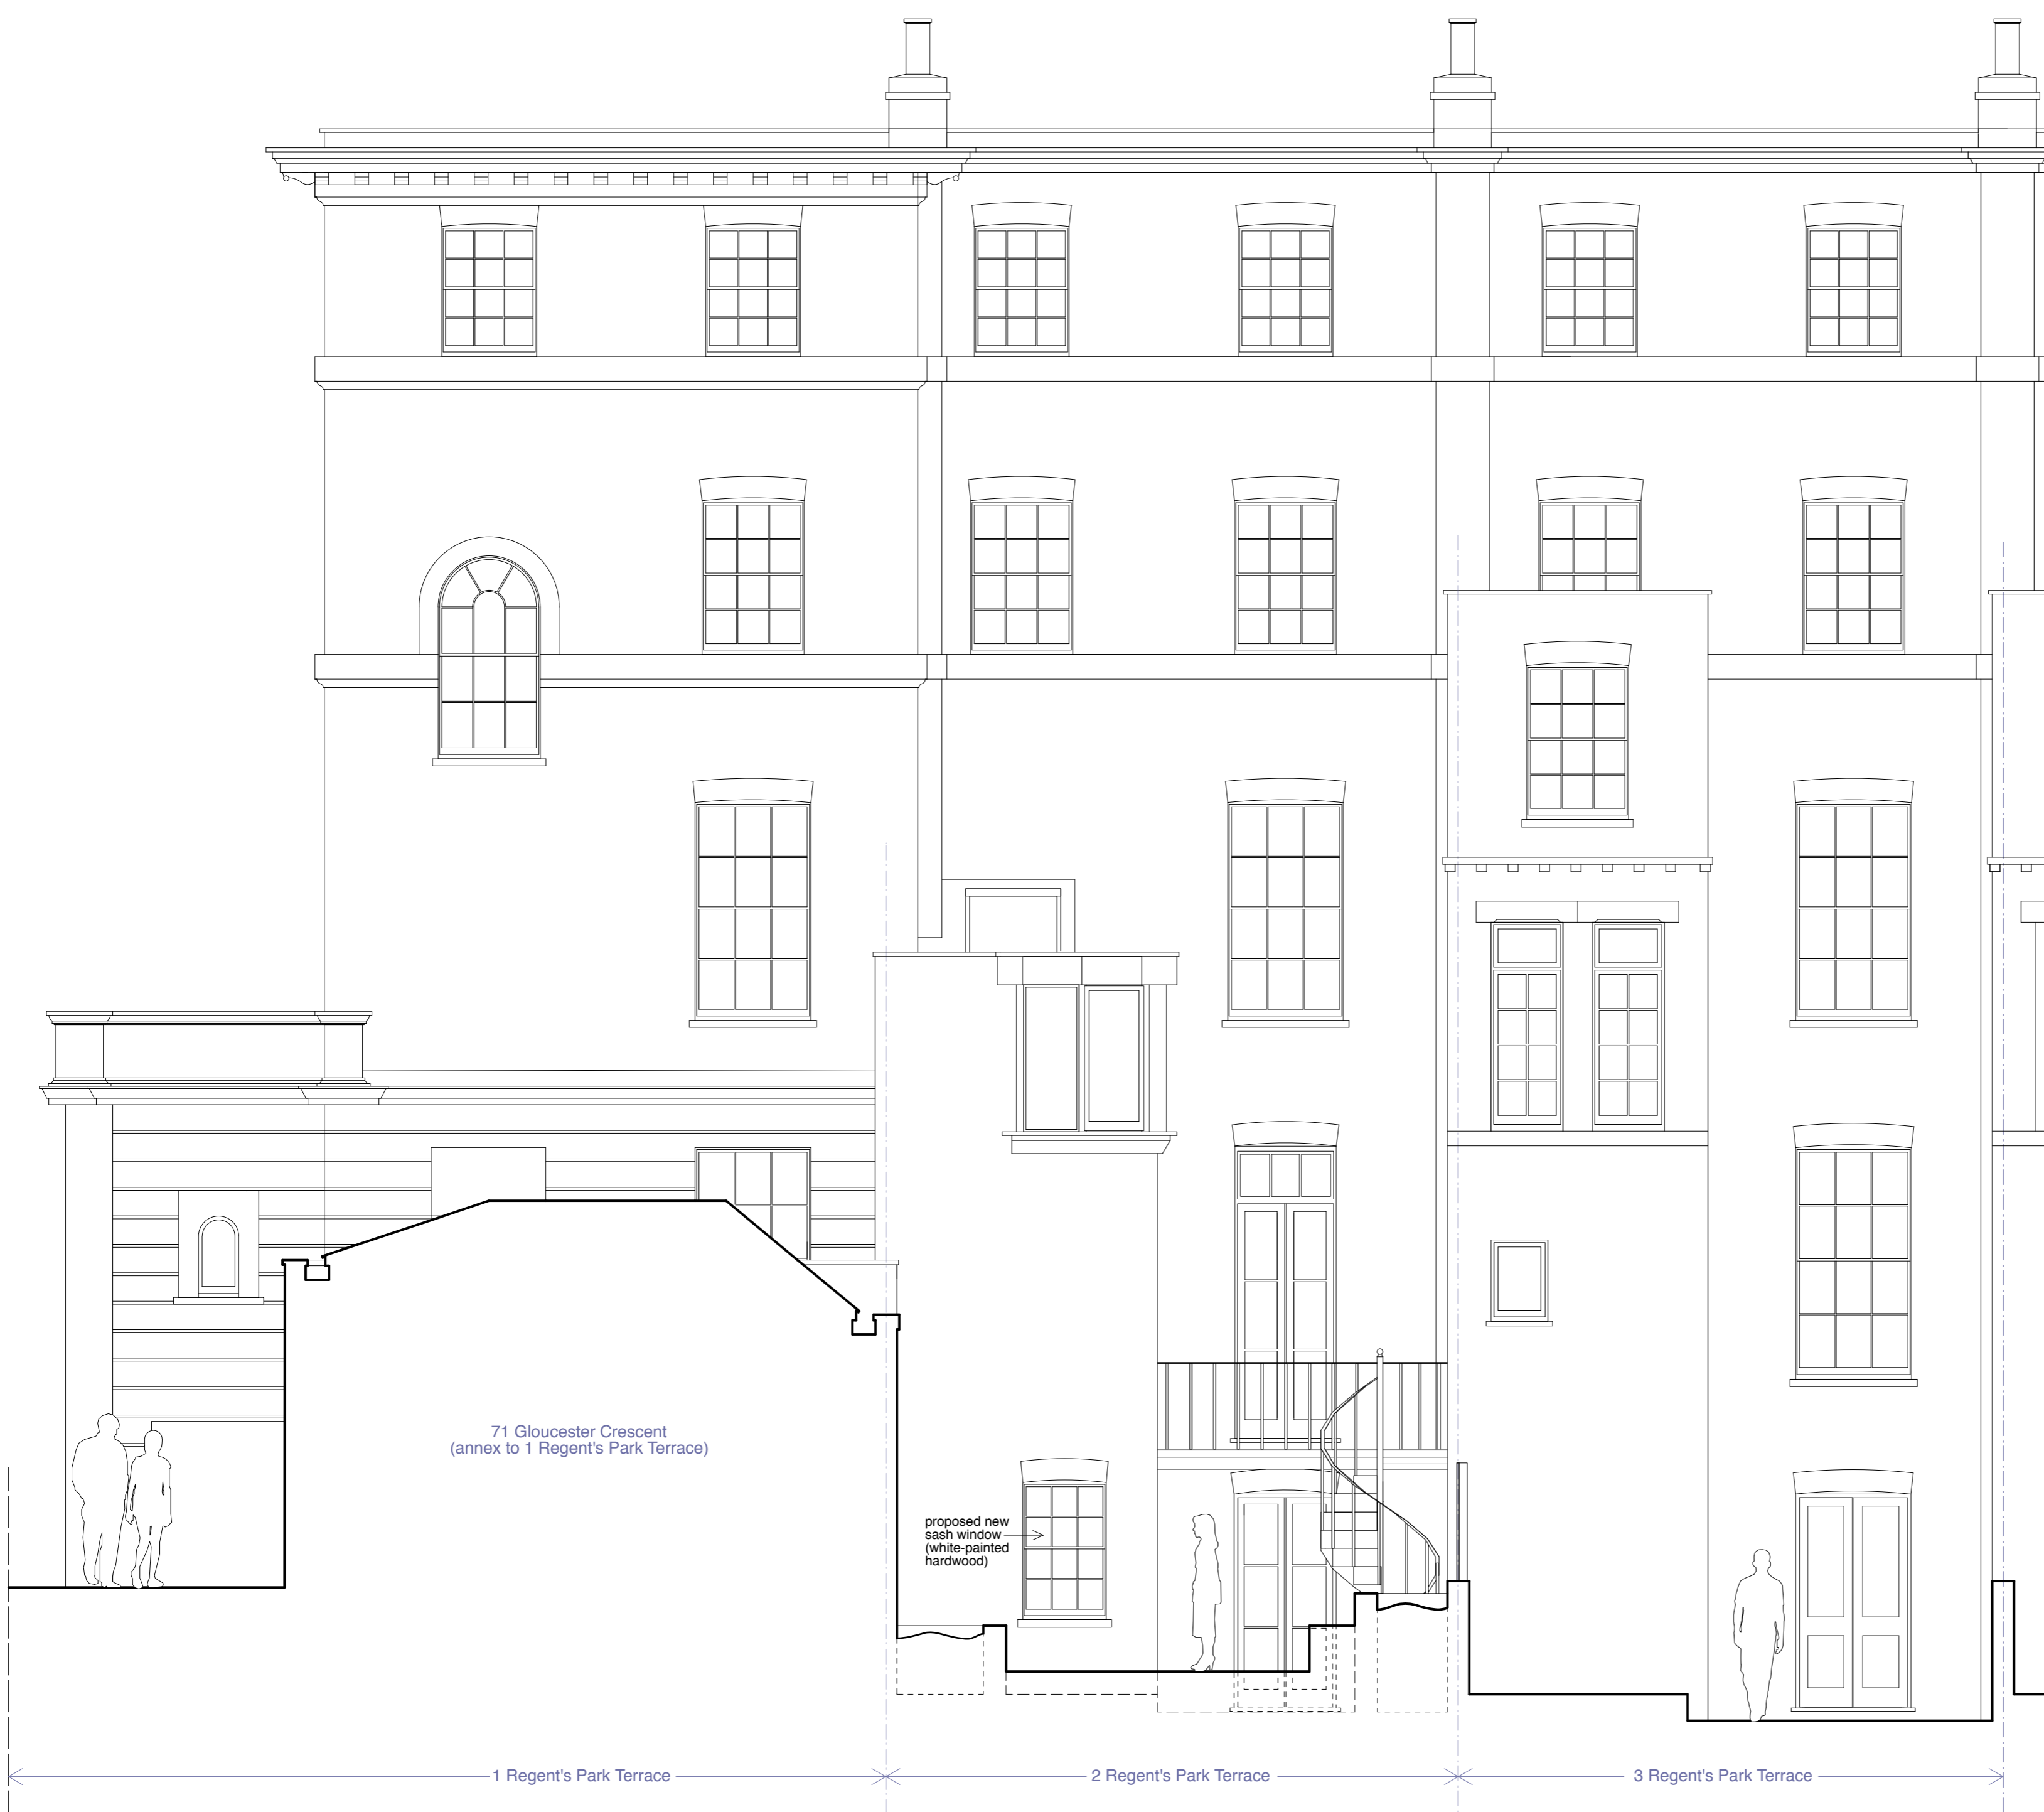 71 Gloucester Crescent
(annex to 1 Regent's Park Terrace)
proposed new
sash window
(white-painted
hardwood)
1 Regent's Park Terrace
2 Regent's Park Terrace
3 Regent's Park Terrace